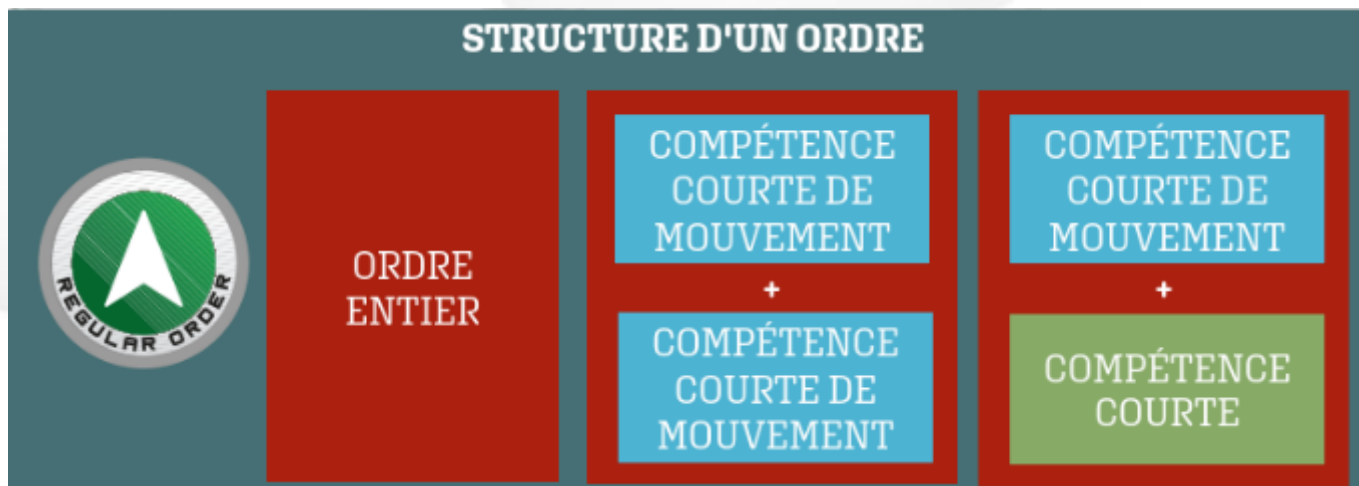 STRUCTURE D'UN ORDRE
REGULAR ORDER
ORDRE
ENTIER
COMPÉTENCE
COURTE DE
MOUVEMENT
+
COMPÉTENCE
COURTE DE
MOUVEMENT
COMPÉTENCE
COURTE DE
MOUVEMENT
+
COMPÉTENCE
COURTE